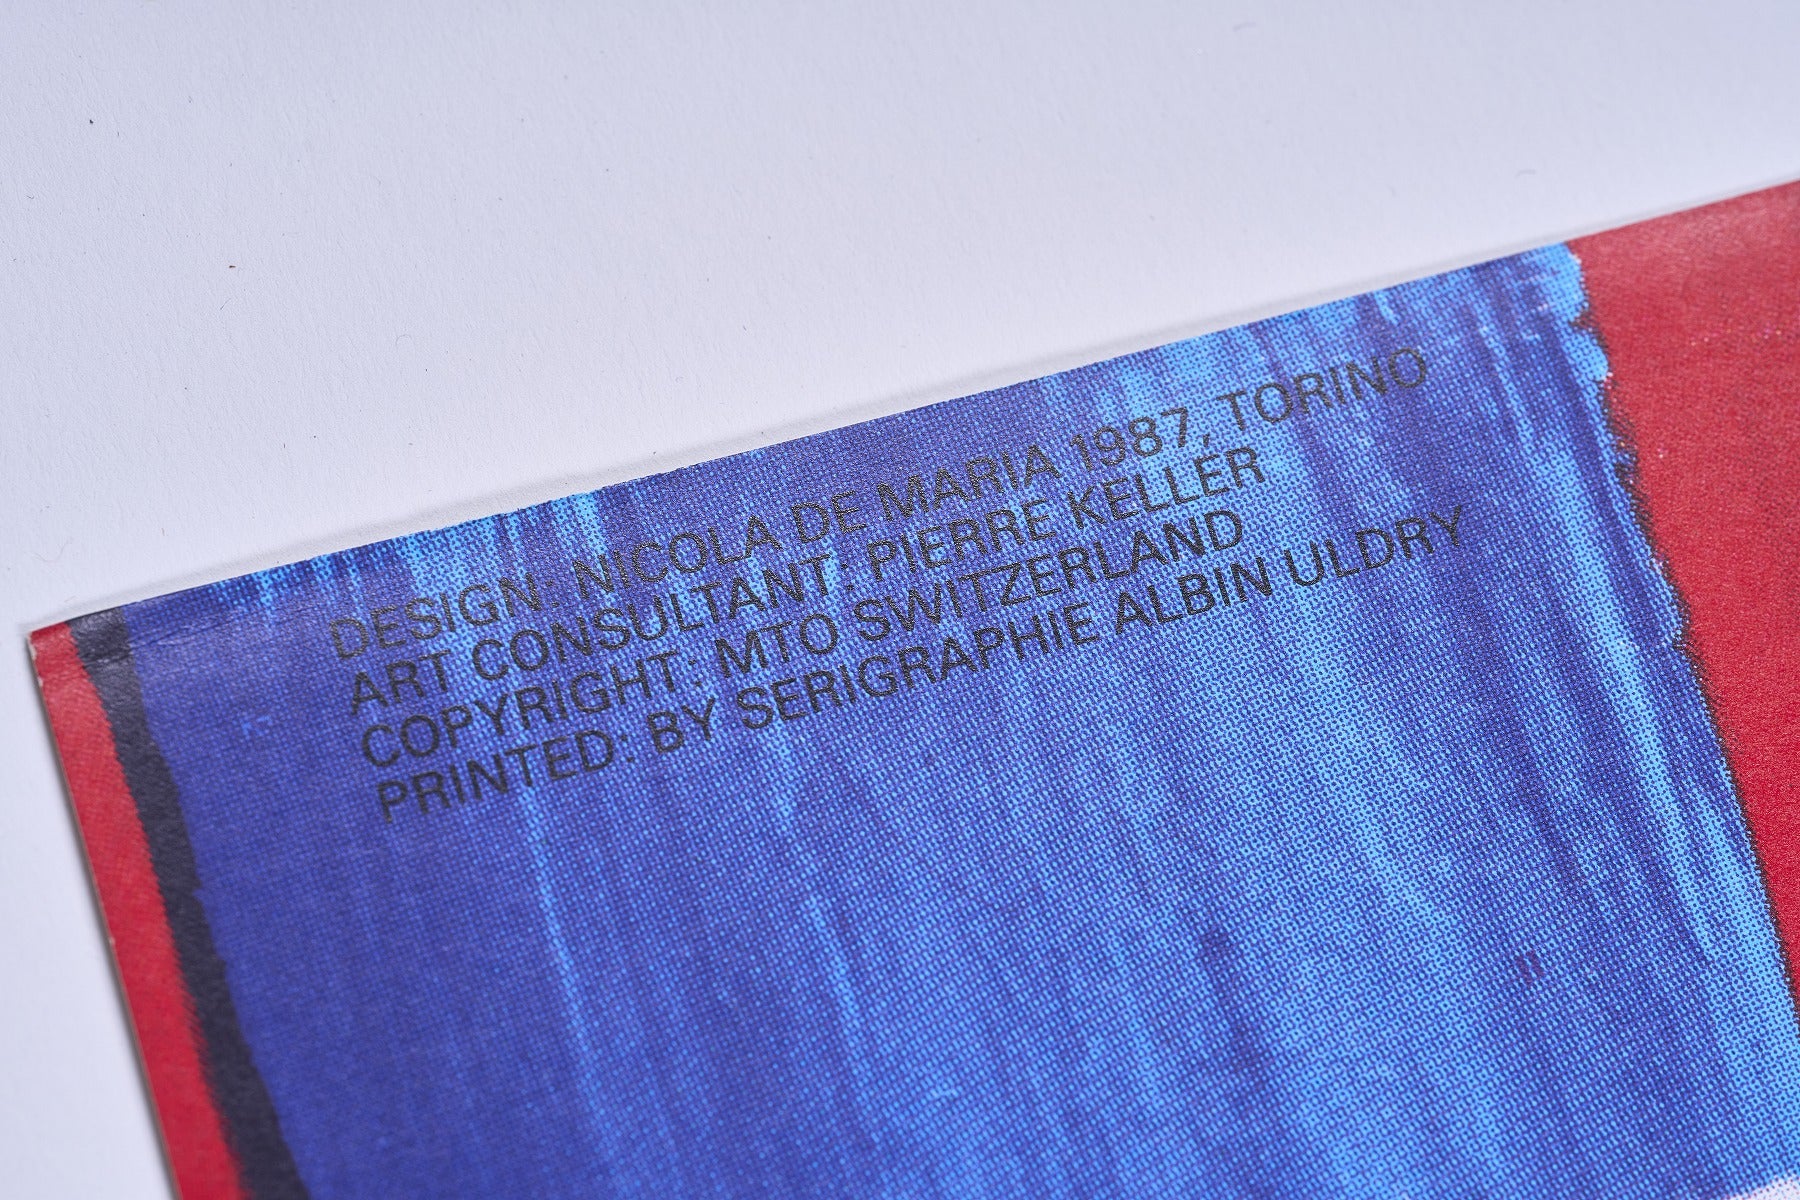 DESIGN: NICOLA DE MARIA 1987, TORINO
ART CONSULTANT: PIERRE KELLER
COPYRIGHT: MTO SWITZERLAND
PRINTED: BY SERIGRAPHIE ALBIN ULDRY